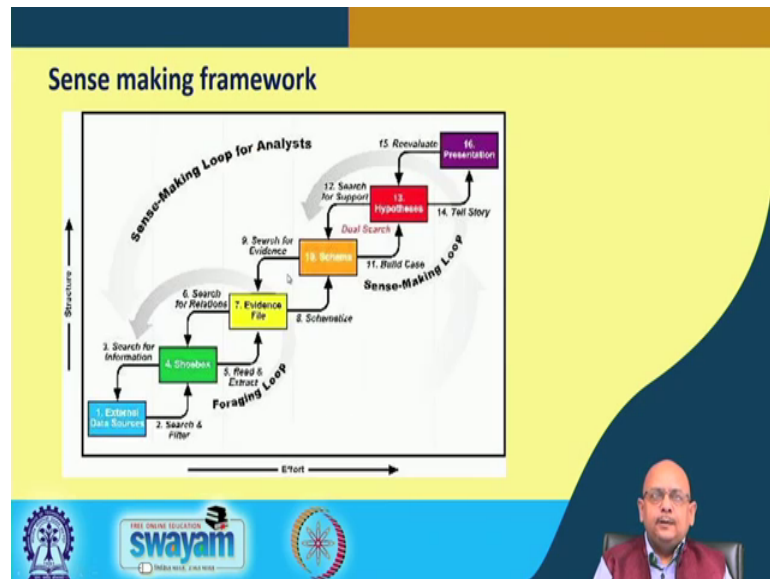 Sense making framework
Sense-Making Loop for Analysts
15. Reevaluate
16.
Presentation
12. Search
for Support
13.
Hypotheses
14. Tell Story
Dual Search
9. Search for
Evidence
10. Schema
11. Build Case
Sense-Making Loop
6. Search
for Relations
7. Evidence
File
8. Schematize
3. Search for
Information
4. Shoebox
5. Read &
Extract
Foraging Loop
1. External
Data Sources
2. Search &
Filter
Structure
Effort
FREE ONLINE EDUCATION
swayam